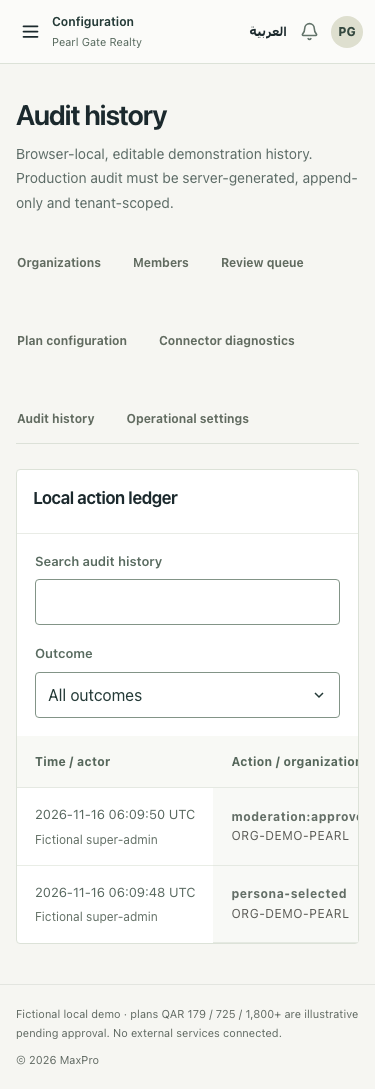 Configuration
Pearl Gate Realty
العربية
PG
Audit history
Browser-local, editable demonstration history.
Production audit must be server-generated, append-
only and tenant-scoped.
Organizations Members Review queue
Plan configuration Connector diagnostics
Audit history Operational settings
Local action ledger
Search audit history
Outcome
All outcomes
Time / actor Action / organization
2026-11-16 06:09:50 UTC moderation:approve
Fictional super-admin ORG-DEMO-PEARL
2026-11-16 06:09:48 UTC persona-selected
Fictional super-admin ORG-DEMO-PEARL
Fictional local demo · plans QAR 179 / 725 / 1,800+ are illustrative
pending approval. No external services connected.
© 2026 MaxPro